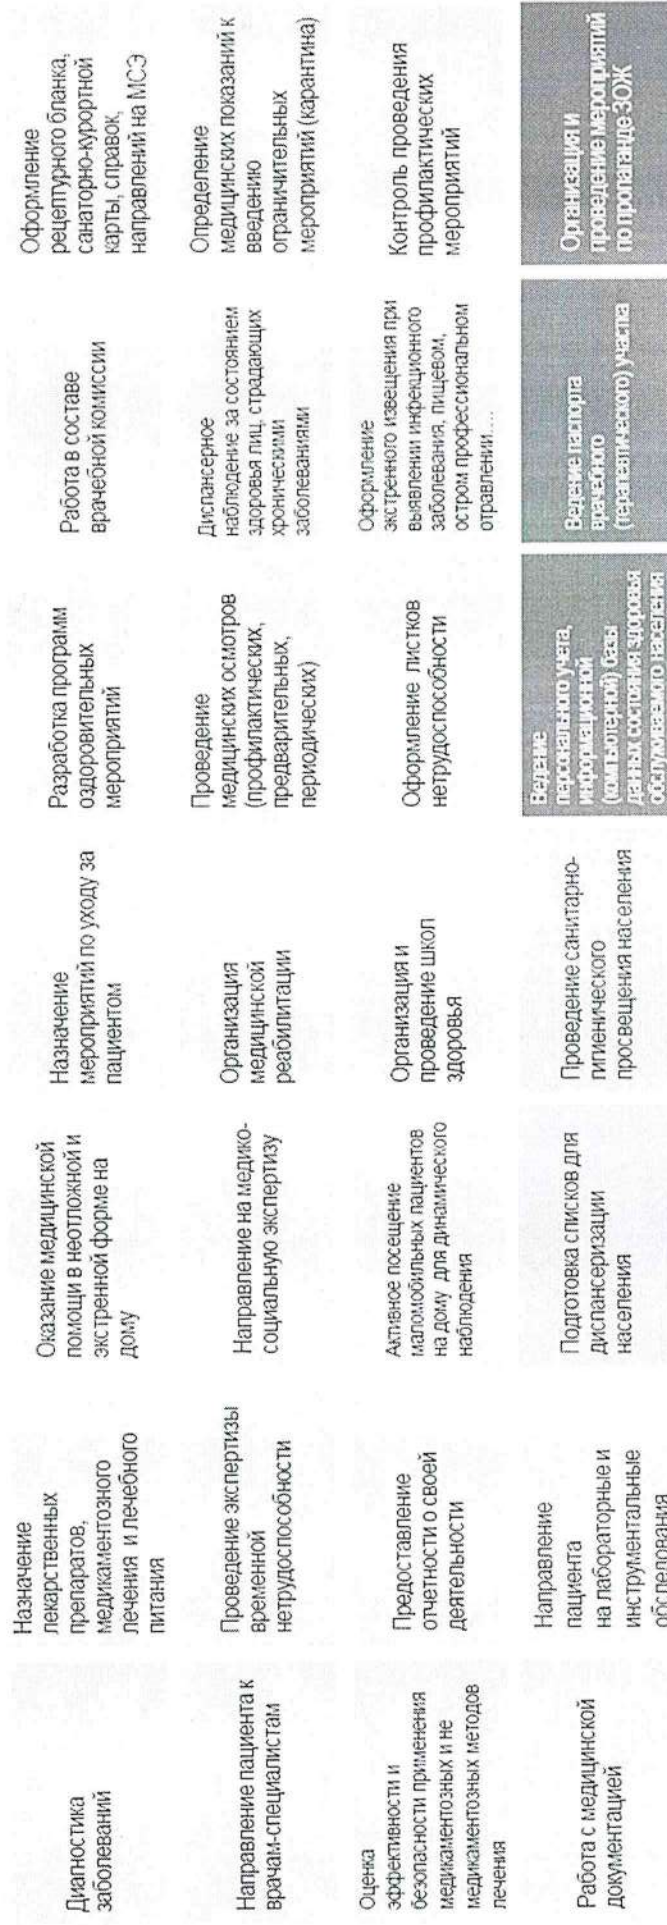 Диагностика
заболеваний
Назначение
лекарственных
препаратов,
медикаментозного
лечения и лечебного
питания
Оказание медицинской
помощи в неотложной и
экстренной форме на
дому
Назначение
мероприятий по уходу за
пациентом
Разработка программ
оздоровительных
мероприятий
Работа в составе
врачебной комиссии
Оформление
рецептурного бланка,
санаторно-курортной
карты, справок,
направлений на МСЭ
Направление пациента к
врачам-специалистам
Проведение экспертизы
временной
нетрудоспособности
Направление на медико-
социальную экспертизу
Организация
медицинской
реабилитации
Проведение
медицинских осмотров
(профилактических,
предварительных,
периодических)
Диспансерное
наблюдение за состоянием
здоровья лиц, страдающих
хроническими
заболеваниями
Определение
медицинских показаний к
введению
ограничительных
мероприятий (карантина)
Оценка
эффективности и
безопасности применения
медикаментозных и не
медикаментозных методов
лечения
Предоставление
отчетности о своей
деятельности
Активное посещение
маломобильных пациентов
на дому для динамического
наблюдения
Организация и
проведение школ
здоровья
Оформление листков
нетрудоспособности
Оформление
экстренного извещения при
выявлении инфекционного
заболевания, пищевом,
остром профессиональном
отравлении....
Контроль проведения
профилактических
мероприятий
Работа с медицинской
документацией
Направление
пациента
на лабораторные и
инструментальные
обследования
Подготовка списков для
диспансеризации
населения
Проведение санитарно-
гигиенического
просвещения населения
Ведение
персонального учета,
информационной
(компьютерной) базы
данных состояния здоровья
обслуживаемого населения
Ведение паспорта
врачебного
(терапевтического) участка
Организация и
проведение мероприятий
по пропаганде ЗОЖ